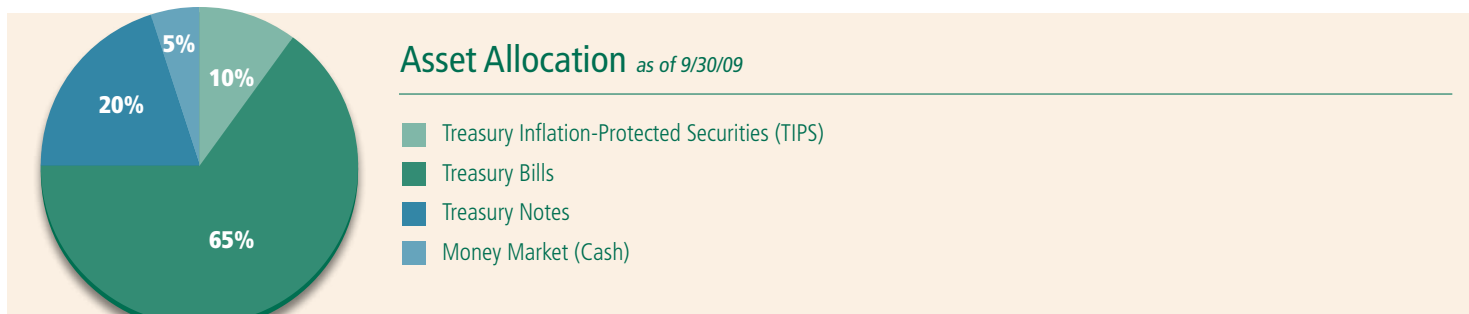 5%
10%
20%
65%
Asset Allocation as of 9/30/09
Treasury Inflation-Protected Securities (TIPS)
Treasury Bills
Treasury Notes
Money Market (Cash)